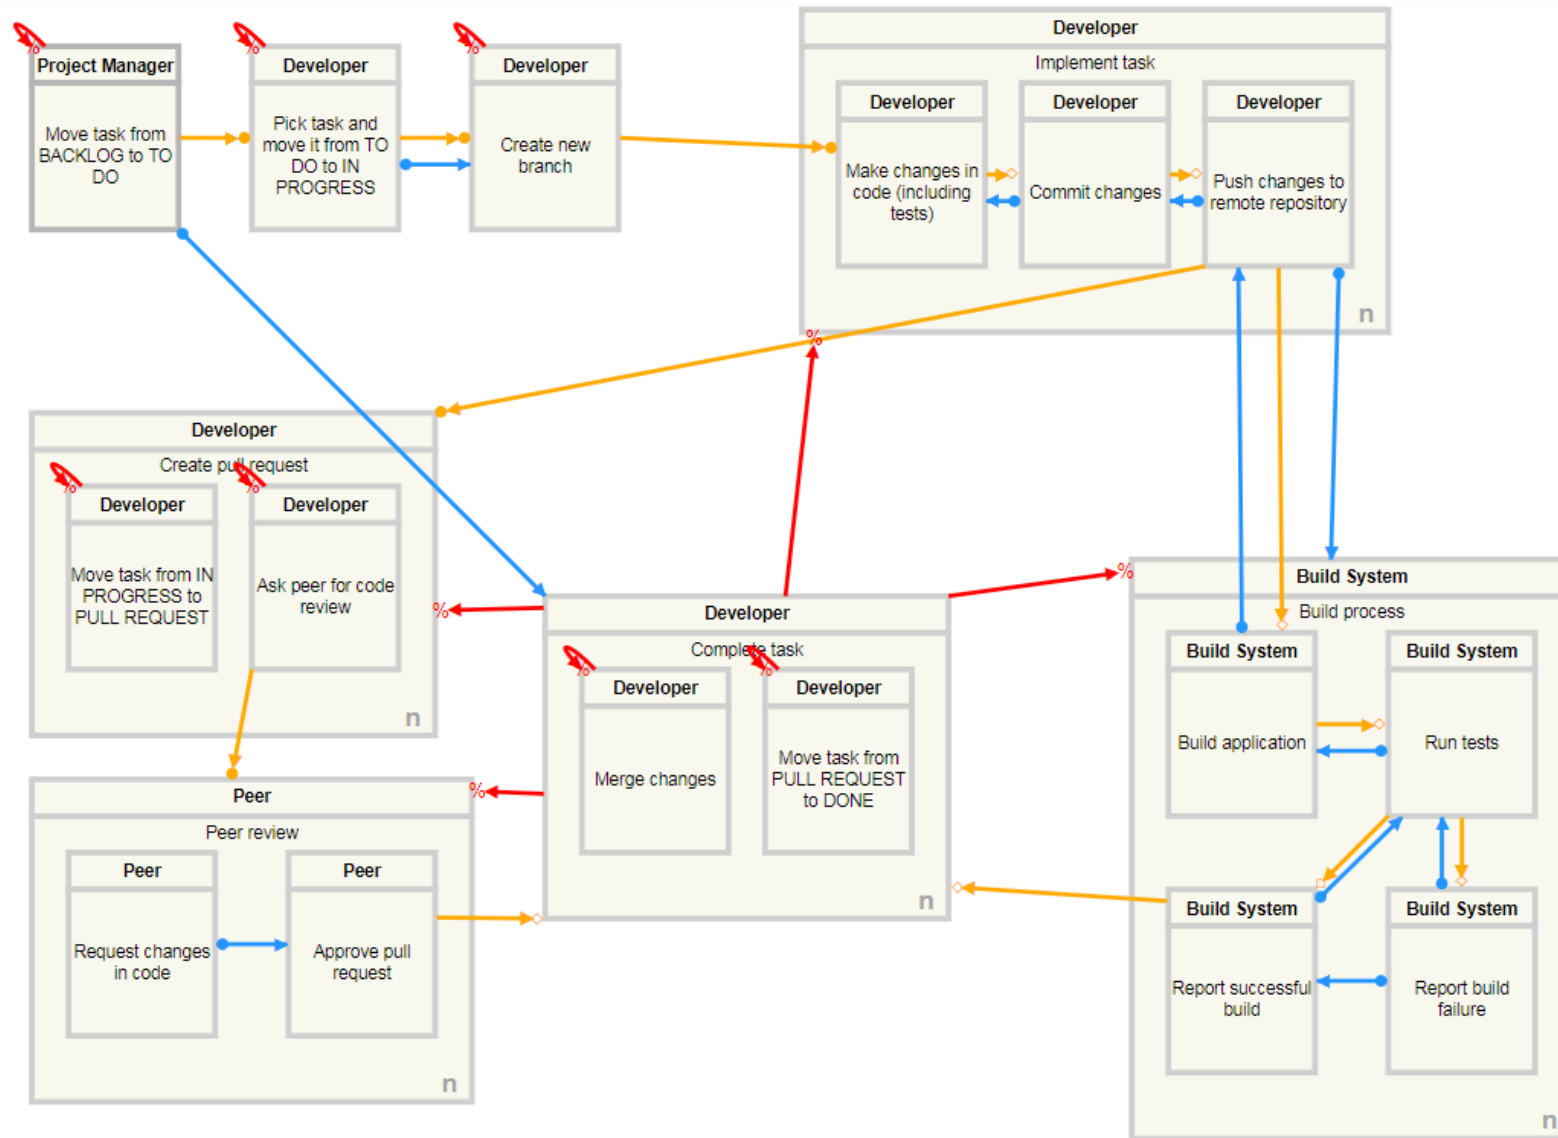 Developer
Implement task
%
Project Manager
Move task from
BACKLOG to TO
DO
%
Developer
Pick task and
move it from TO
DO to IN
PROGRESS
%
Developer
Create new
branch
Developer
Make changes in
code (including
tests)
Developer
Commit changes
Developer
Push changes to
remote repository
n
%
Developer
Create pull request
%
Developer
Move task from IN
PROGRESS to
PULL REQUEST
%
Developer
Ask peer for code
review
n
%
Developer
Complete task
%
Developer
Merge changes
%
Developer
Move task from
PULL REQUEST
to DONE
n
%
Build System
Build process
Build System
Build application
Build System
Run tests
Build System
Report successful
build
Build System
Report build
failure
n
%
Peer
Peer review
Peer
Request changes
in code
Peer
Approve pull
request
n